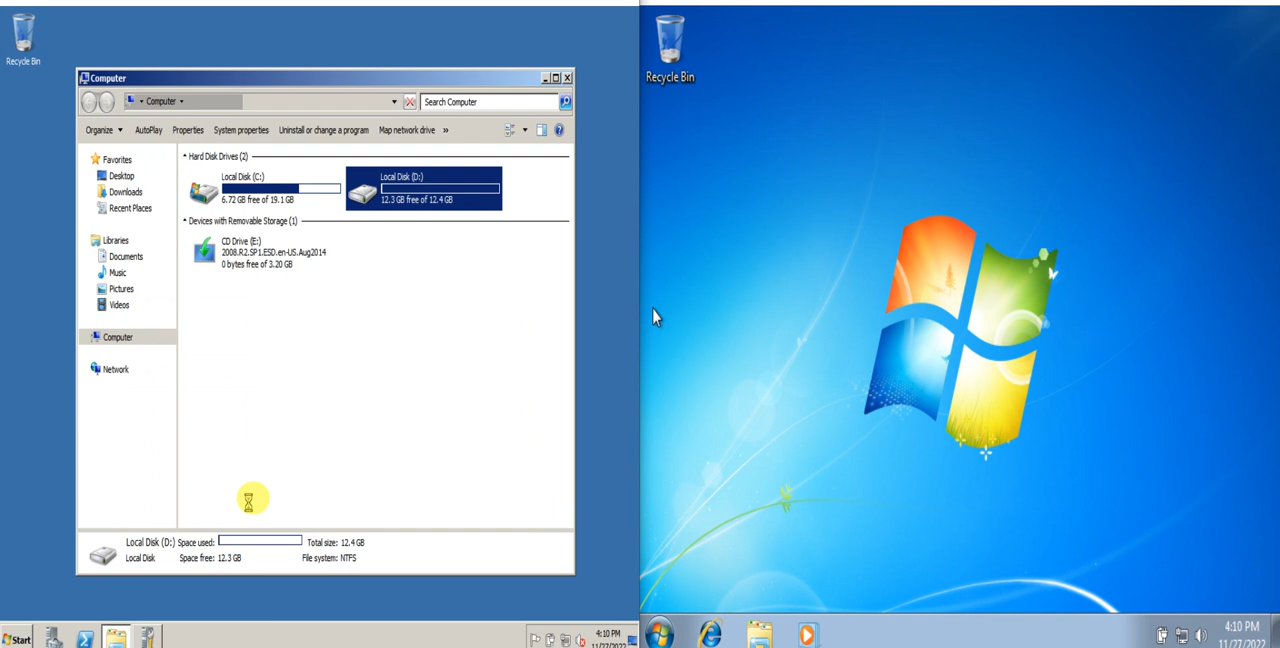 Recycle Bin
Computer
Computer
Search Computer
Organize AutoPlay Properties System properties Uninstall or change a program Map network drive »
Favorites
Desktop
Downloads
Recent Places
Libraries
Documents
Music
Pictures
Videos
Computer
Network
Hard Disk Drives (2)
Local Disk (C:)
6.72 GB free of 19.1 GB
Local Disk (D:)
12.3 GB free of 12.4 GB
Devices with Removable Storage (1)
CD Drive (E:)
2008.R2.SP1.ESD.en-US.Aug2014
0 bytes free of 3.20 GB
Local Disk (D:) Space used: Total size: 12.4 GB
Local Disk Space free: 12.3 GB File system: NTFS
Start
4:10 PM
11/27/2022
Recycle Bin
4:10 PM
11/27/2022